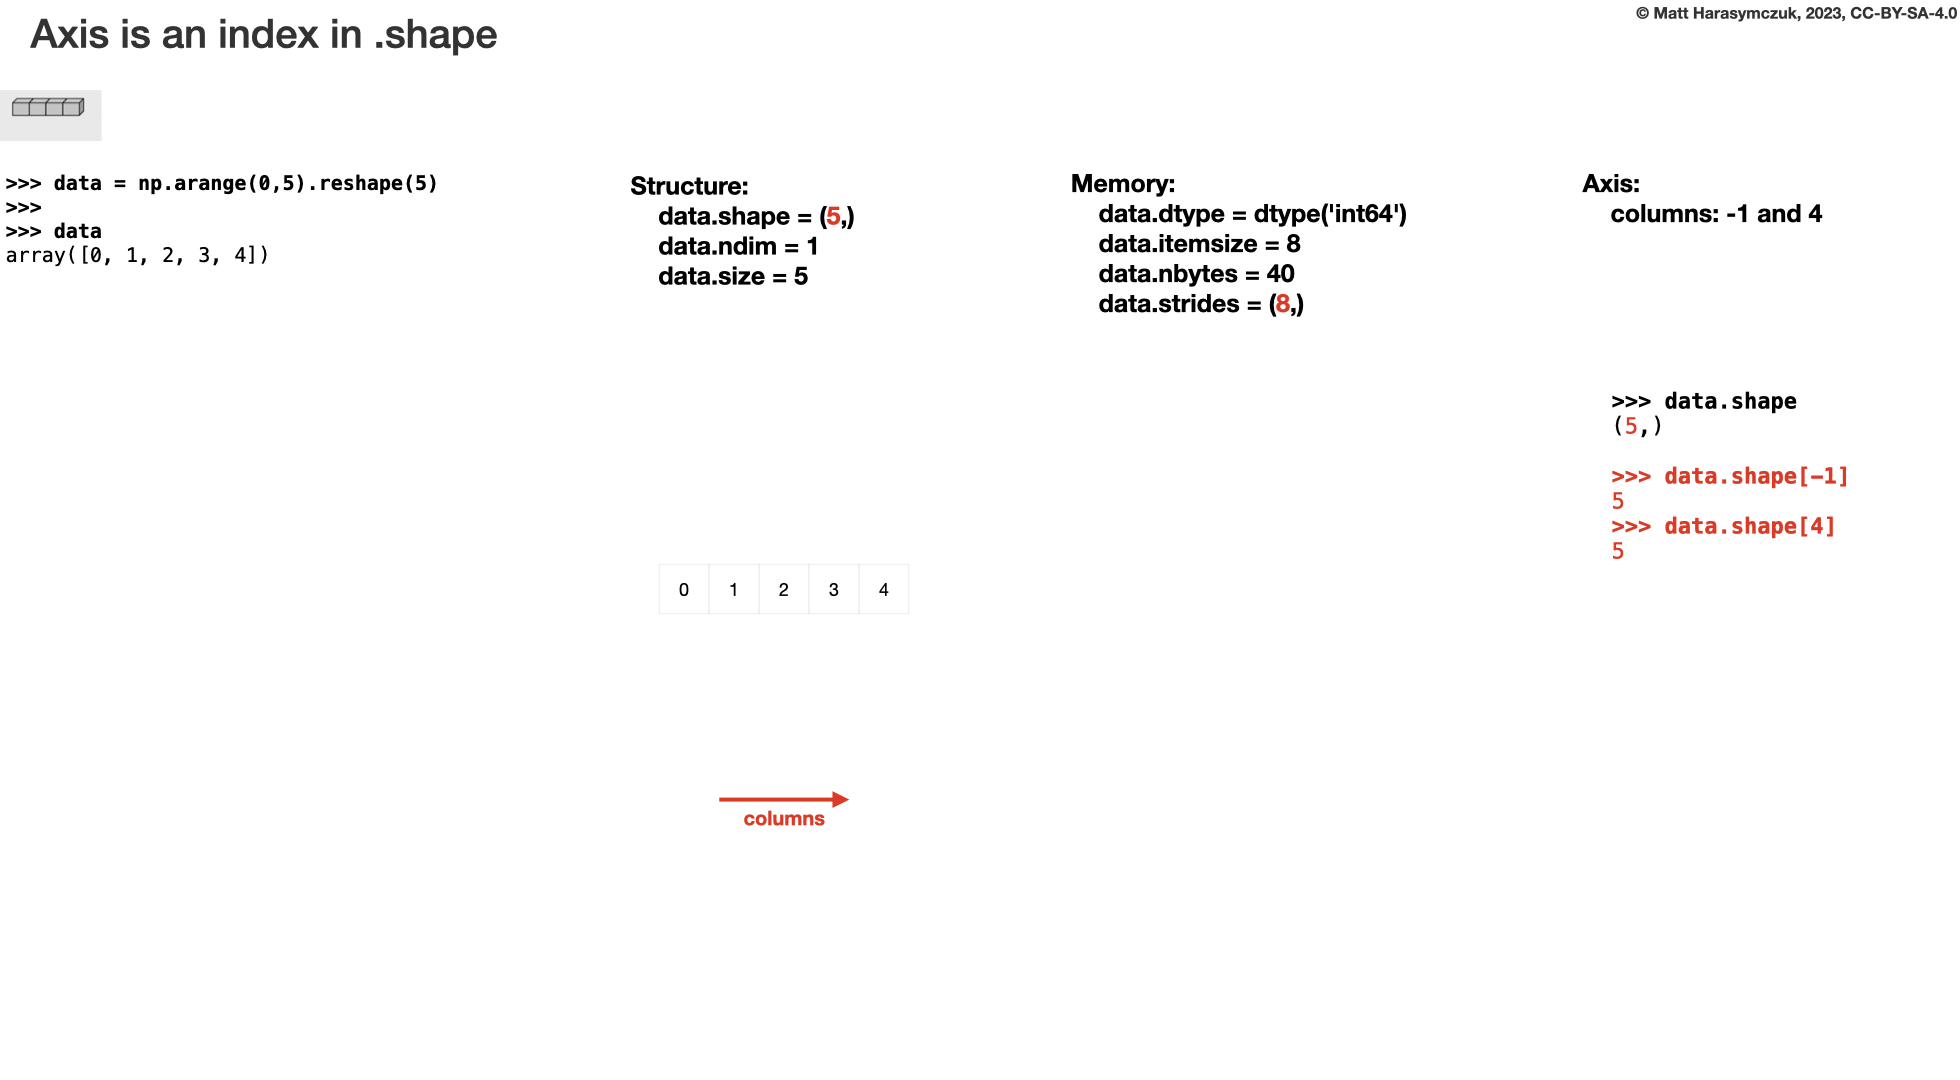 Axis is an index in .shape
© Matt Harasymczuk, 2023, CC-BY-SA-4.0
>>> data = np.arange(0,5).reshape(5)
>>>
>>> data
array([0, 1, 2, 3, 4])
Structure:
data.shape = (5,)
data.ndim = 1
data.size = 5
Memory:
data.dtype = dtype('int64')
data.itemsize = 8
data.nbytes = 40
data.strides = (8,)
Axis:
columns: -1 and 4
>>> data.shape
(5,)
>>> data.shape[-1]
5
>>> data.shape[4]
5
0 1 2 3 4
columns